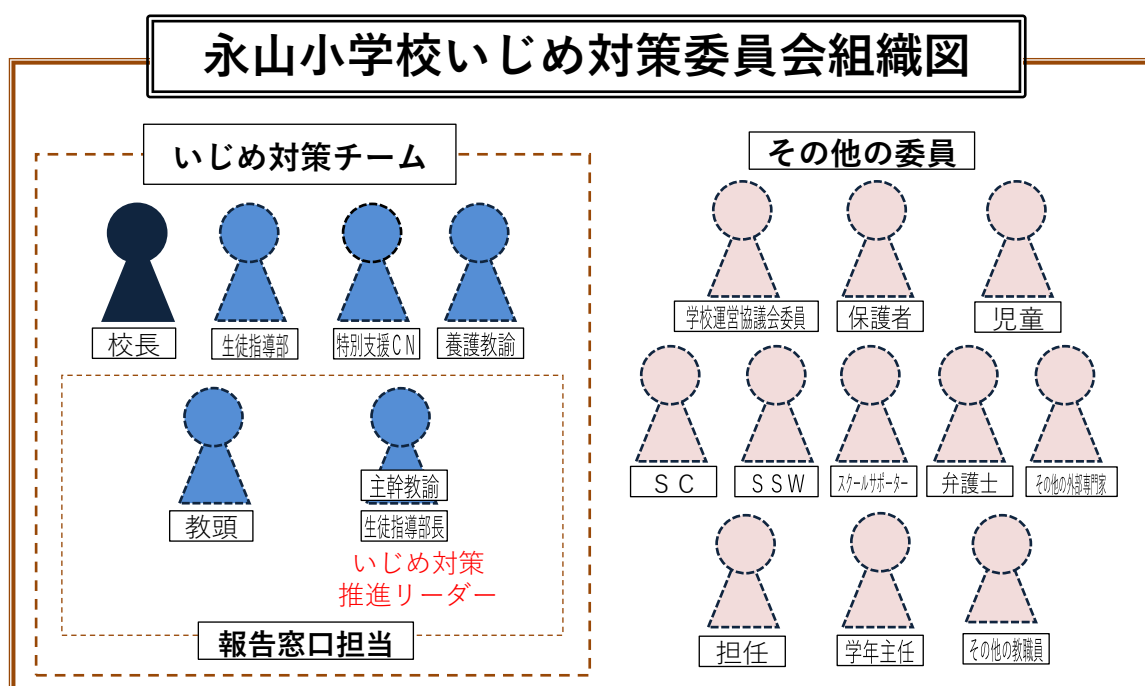 永山小学校いじめ対策委員会組織図
いじめ対策チーム
校長
生徒指導部
特別支援ＣＮ
養護教諭
教頭
主幹教諭
生徒指導部長
いじめ対策
推進リーダー
報告窓口担当
その他の委員
学校運営協議会委員
保護者
児童
ＳＣ
ＳＳＷ
スクールサポーター
弁護士
その他の外部専門家
担任
学年主任
その他の教職員